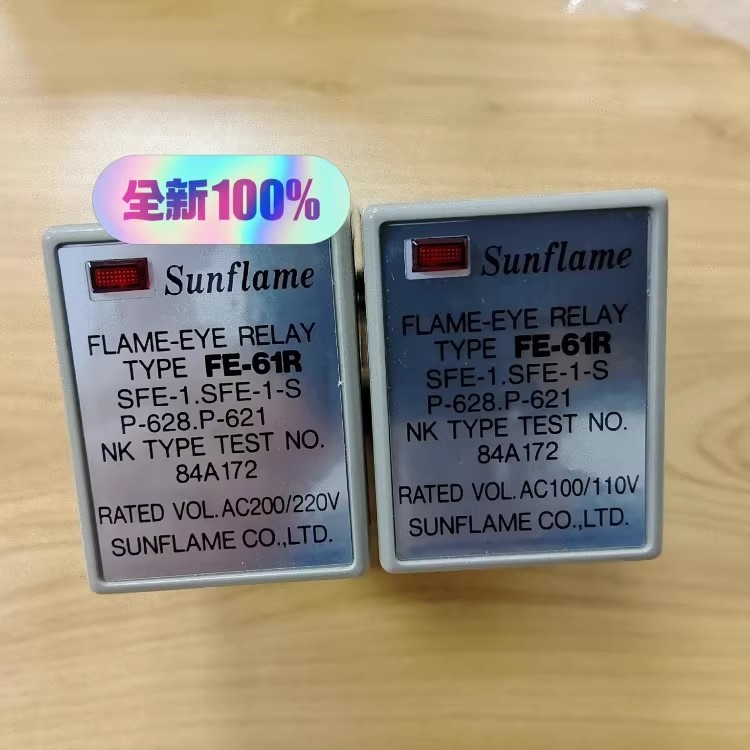 全新100%
Sunflame
FLAME-EYE RELAY
TYPE FE-61R
SFE-1.SFE-1-S
P-628.P-621
NK TYPE TEST NO.
84A172
RATED VOL.AC200/220V
SUNFLAME CO.,LTD.
Sunflame
FLAME-EYE RELAY
TYPE FE-61R
SFE-1.SFE-1-S
P-628.P-621
NK TYPE TEST NO.
84A172
RATED VOL.AC100/110V
SUNFLAME CO.,LTD.